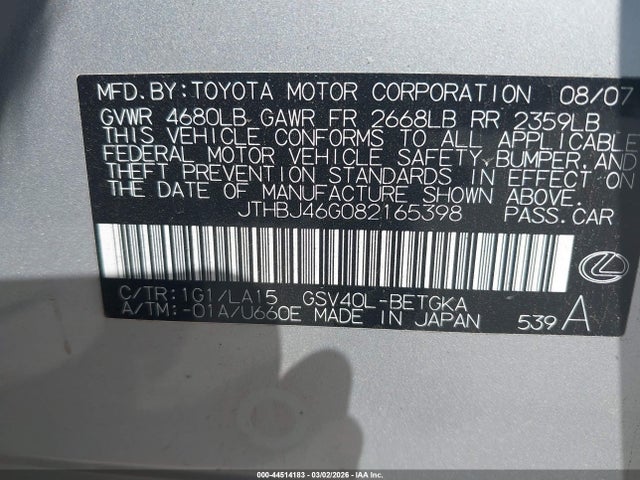 MFD. BY: TOYOTA MOTOR CORPORATION 08/07
GVWR 4680LB GAWR FR 2668LB RR 2359LB
THIS VEHICLE CONFORMS TO ALL APPLICABLE
FEDERAL MOTOR VEHICLE SAFETY, BUMPER, AND
THEFT PREVENTION STANDARDS IN EFFECT ON
THE DATE OF MANUFACTURE SHOWN ABOVE.
JTHBJ46G082165398 PASS. CAR
C/TR: 1G1/LA15 GSV40L-BETGKA
A/TM: -01A/U660E MADE IN JAPAN 539 A
000-44514183 | 03/02/2026 - IAA Inc.